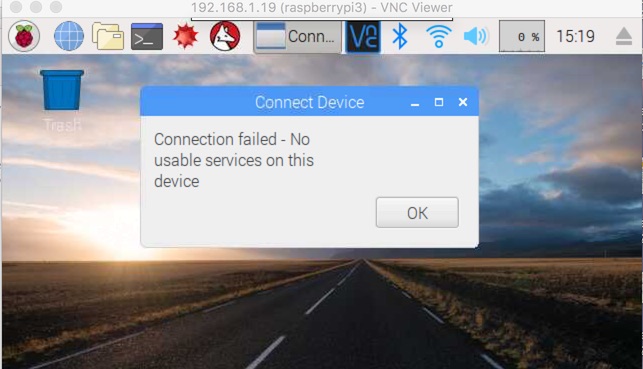 192.168.1.19 (raspberrypi3) - VNC Viewer
Conn...
V2
0 %
15:19
Trash
Connect Device
Connection failed - No
usable services on this
device
OK